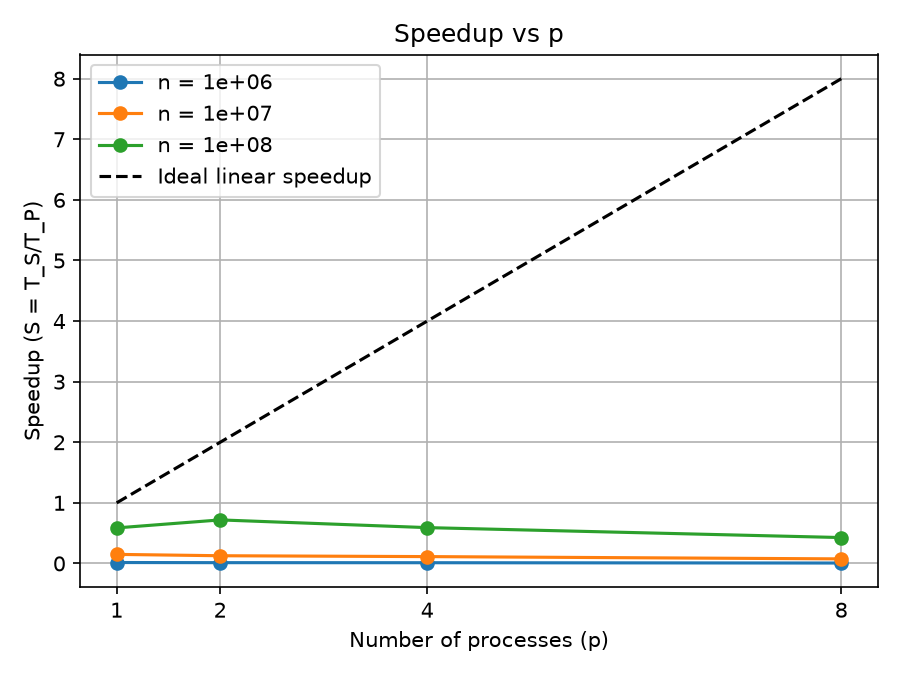 Speedup vs p
n = 1e+06
n = 1e+07
n = 1e+08
Ideal linear speedup
Speedup (S = T_S/T_P)
8
7
6
5
4
3
2
1
0
1 2 4 8
Number of processes (p)